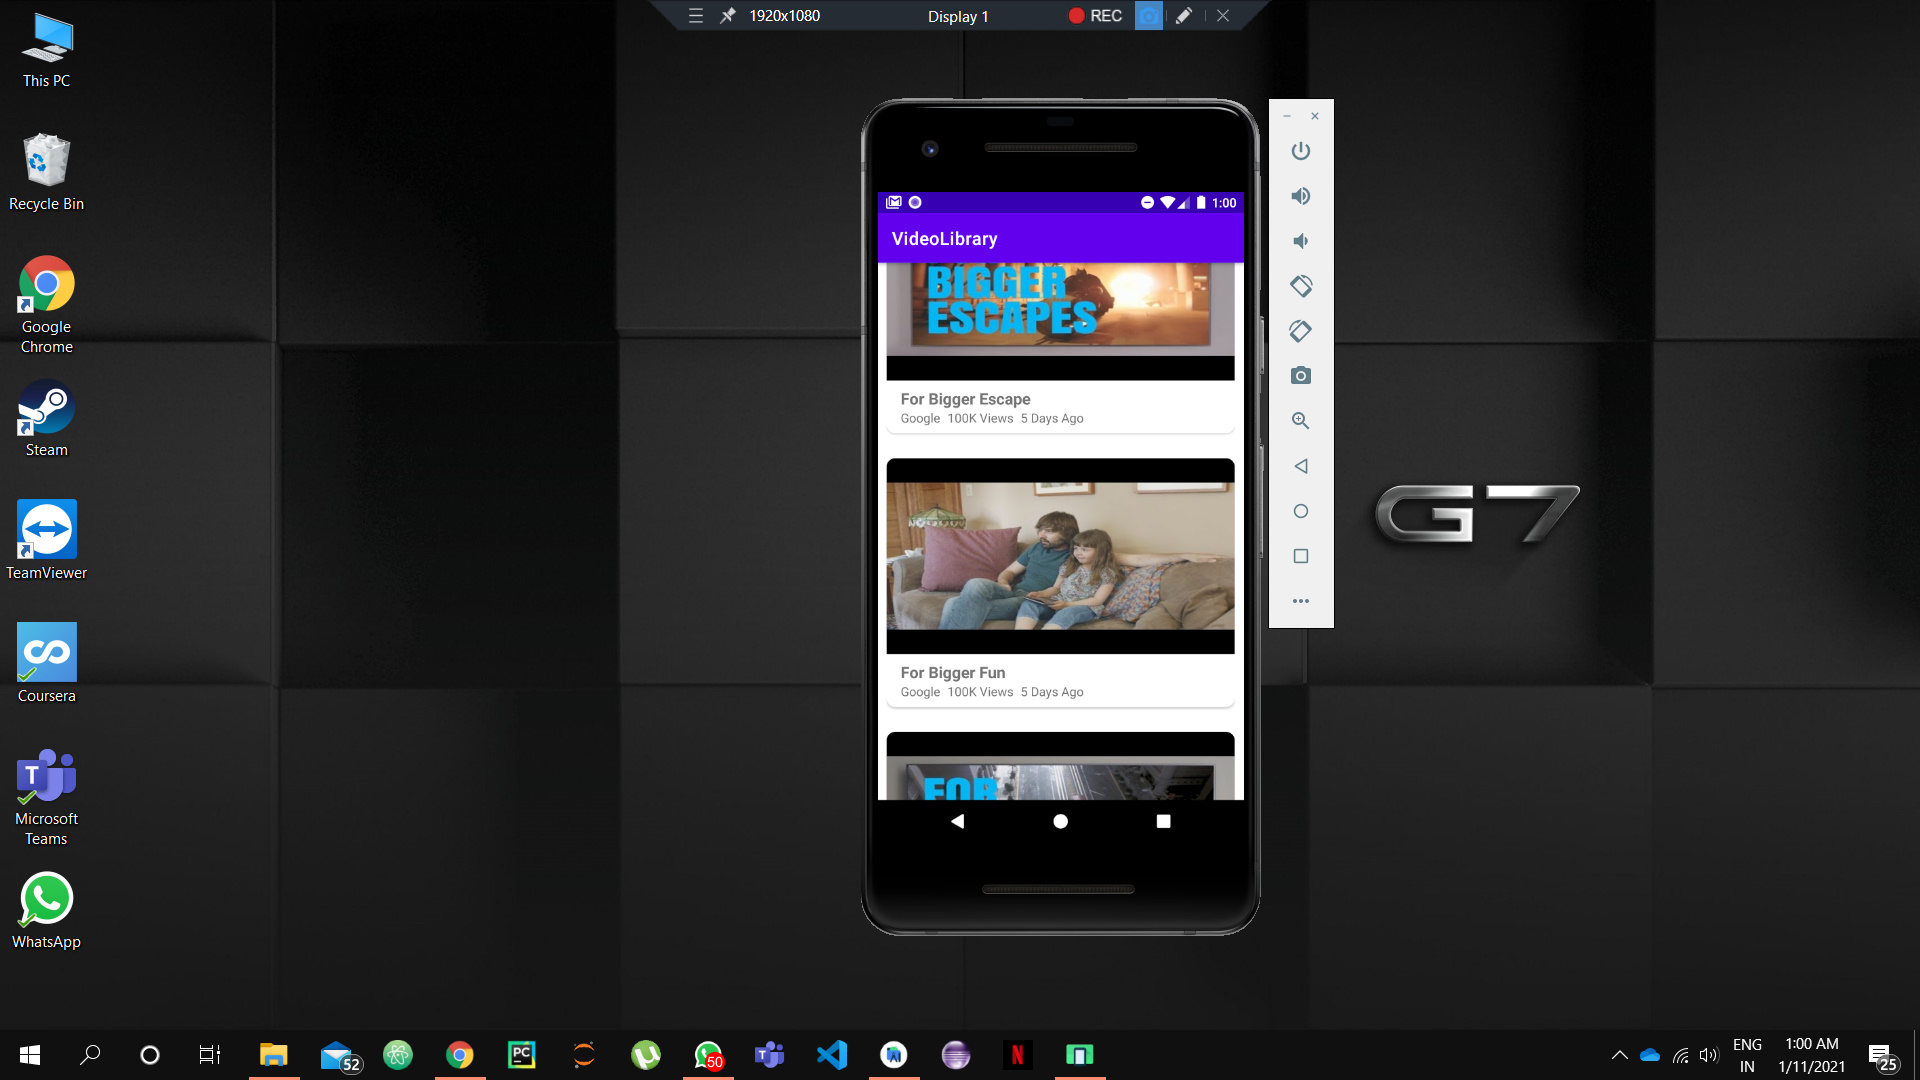 1920x1080
Display 1
REC
This PC
Recycle Bin
Google
Chrome
Steam
TeamViewer
Coursera
T
Microsoft
Teams
WhatsApp
1:00
VideoLibrary
BIGGER
ESCAPES
For Bigger Escape
Google 100K Views 5 Days Ago
For Bigger Fun
Google 100K Views 5 Days Ago
FOR
G7
52
PC
50
T
N
ENG
IN
1:00 AM
1/11/2021
25